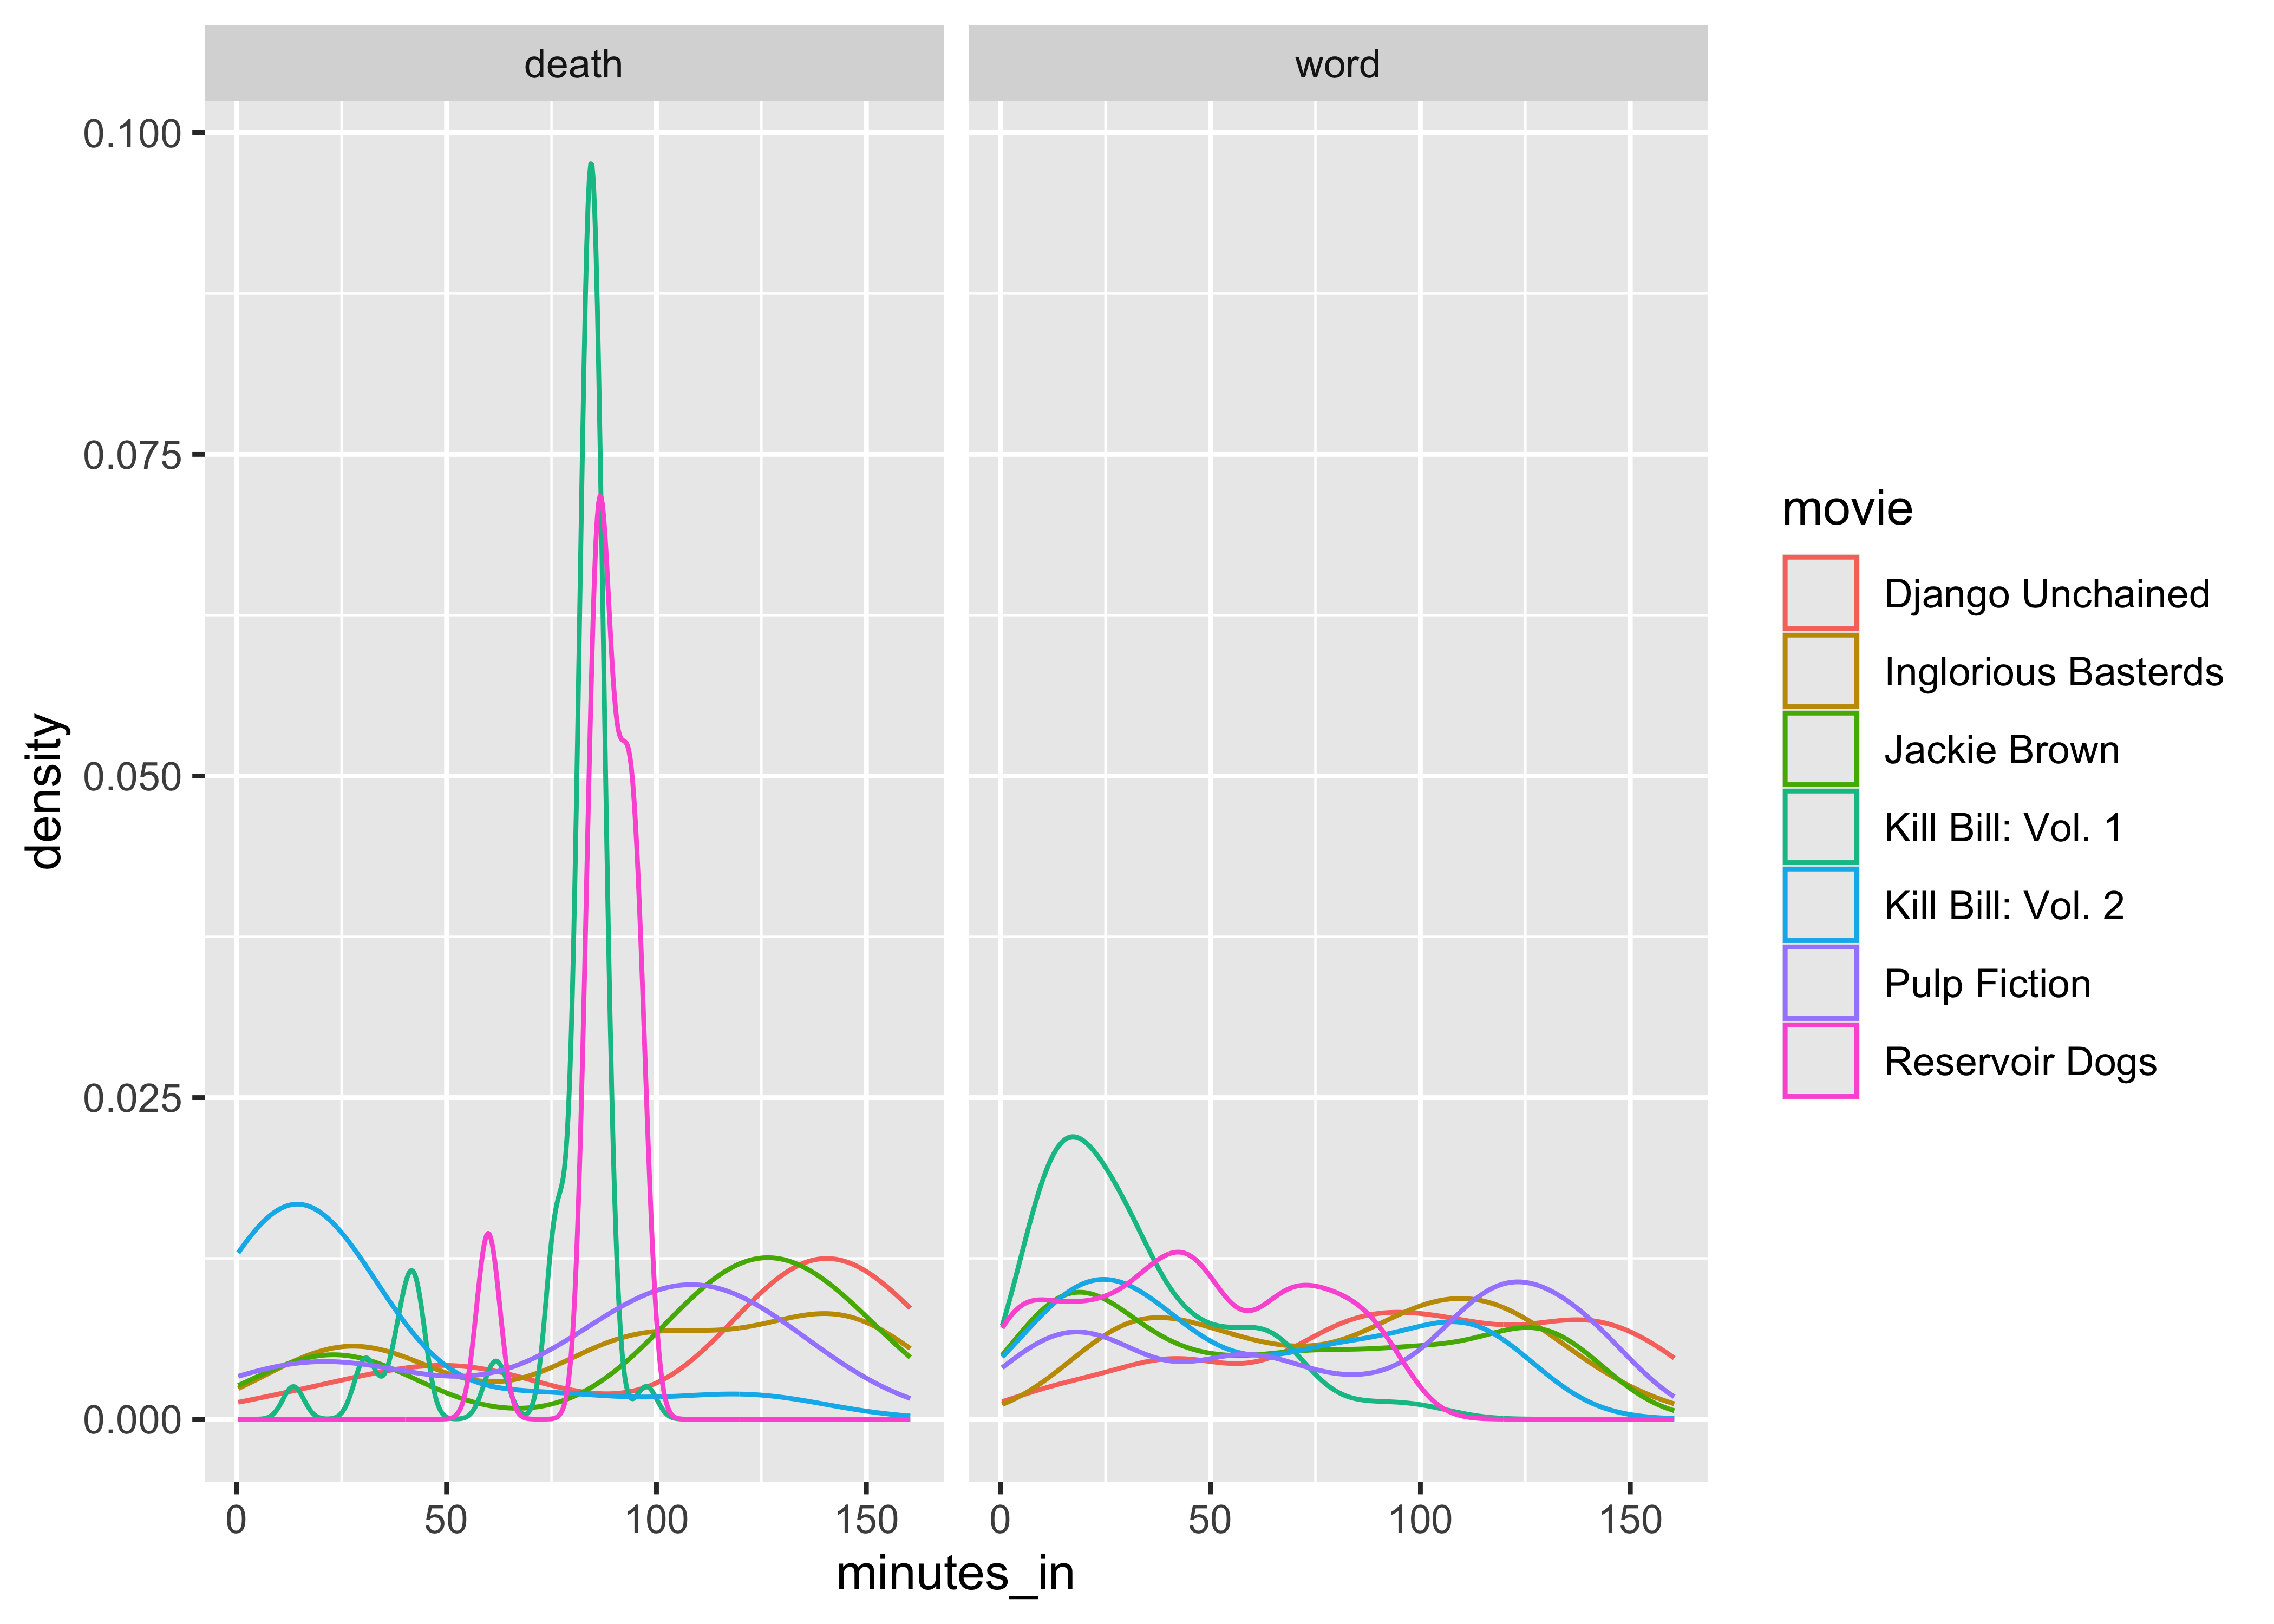 death
word
0.100
0.075
0.050
0.025
0.000
density
0 50 100 150
0 50 100 150
minutes_in
movie
Django Unchained
Inglorious Basterds
Jackie Brown
Kill Bill: Vol. 1
Kill Bill: Vol. 2
Pulp Fiction
Reservoir Dogs